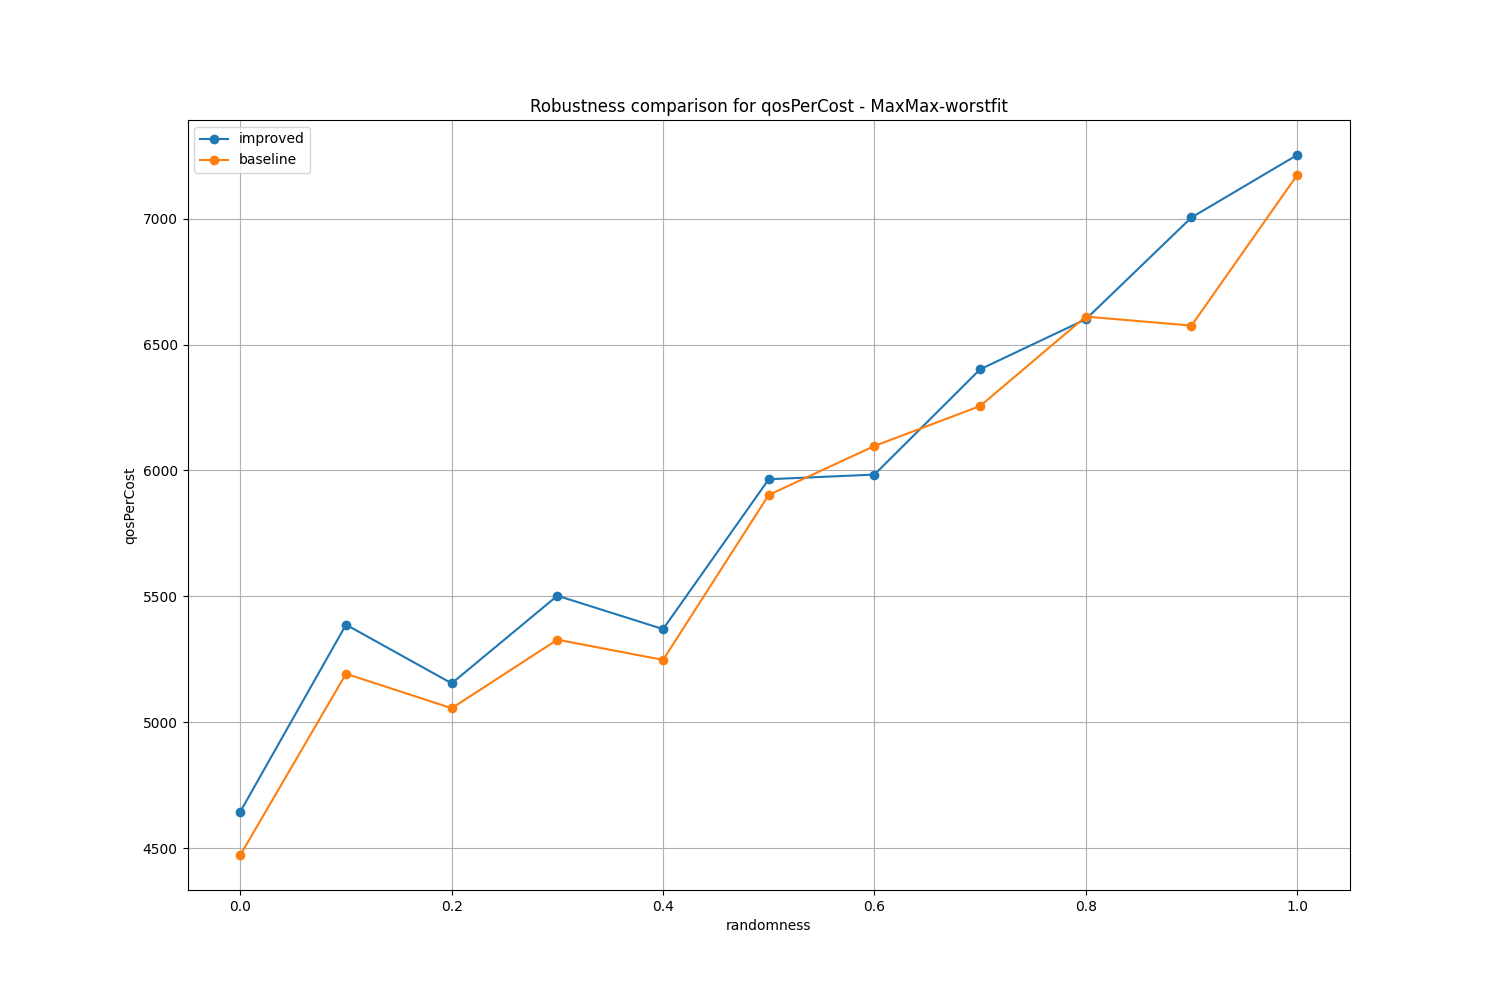 Robustness comparison for qosPerCost - MaxMax-worstfit
improved
baseline
qosPerCost
7000
6500
6000
5500
5000
4500
0.0 0.2 0.4 0.6 0.8 1.0
randomness